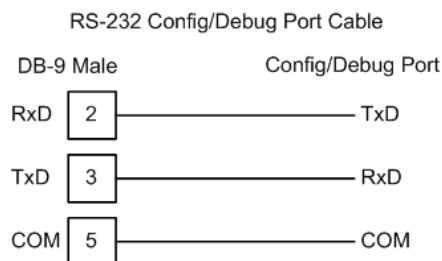 RS-232 Config/Debug Port Cable
DB-9 Male Config/Debug Port
RxD 2 TxD
TxD 3 RxD
COM 5 COM